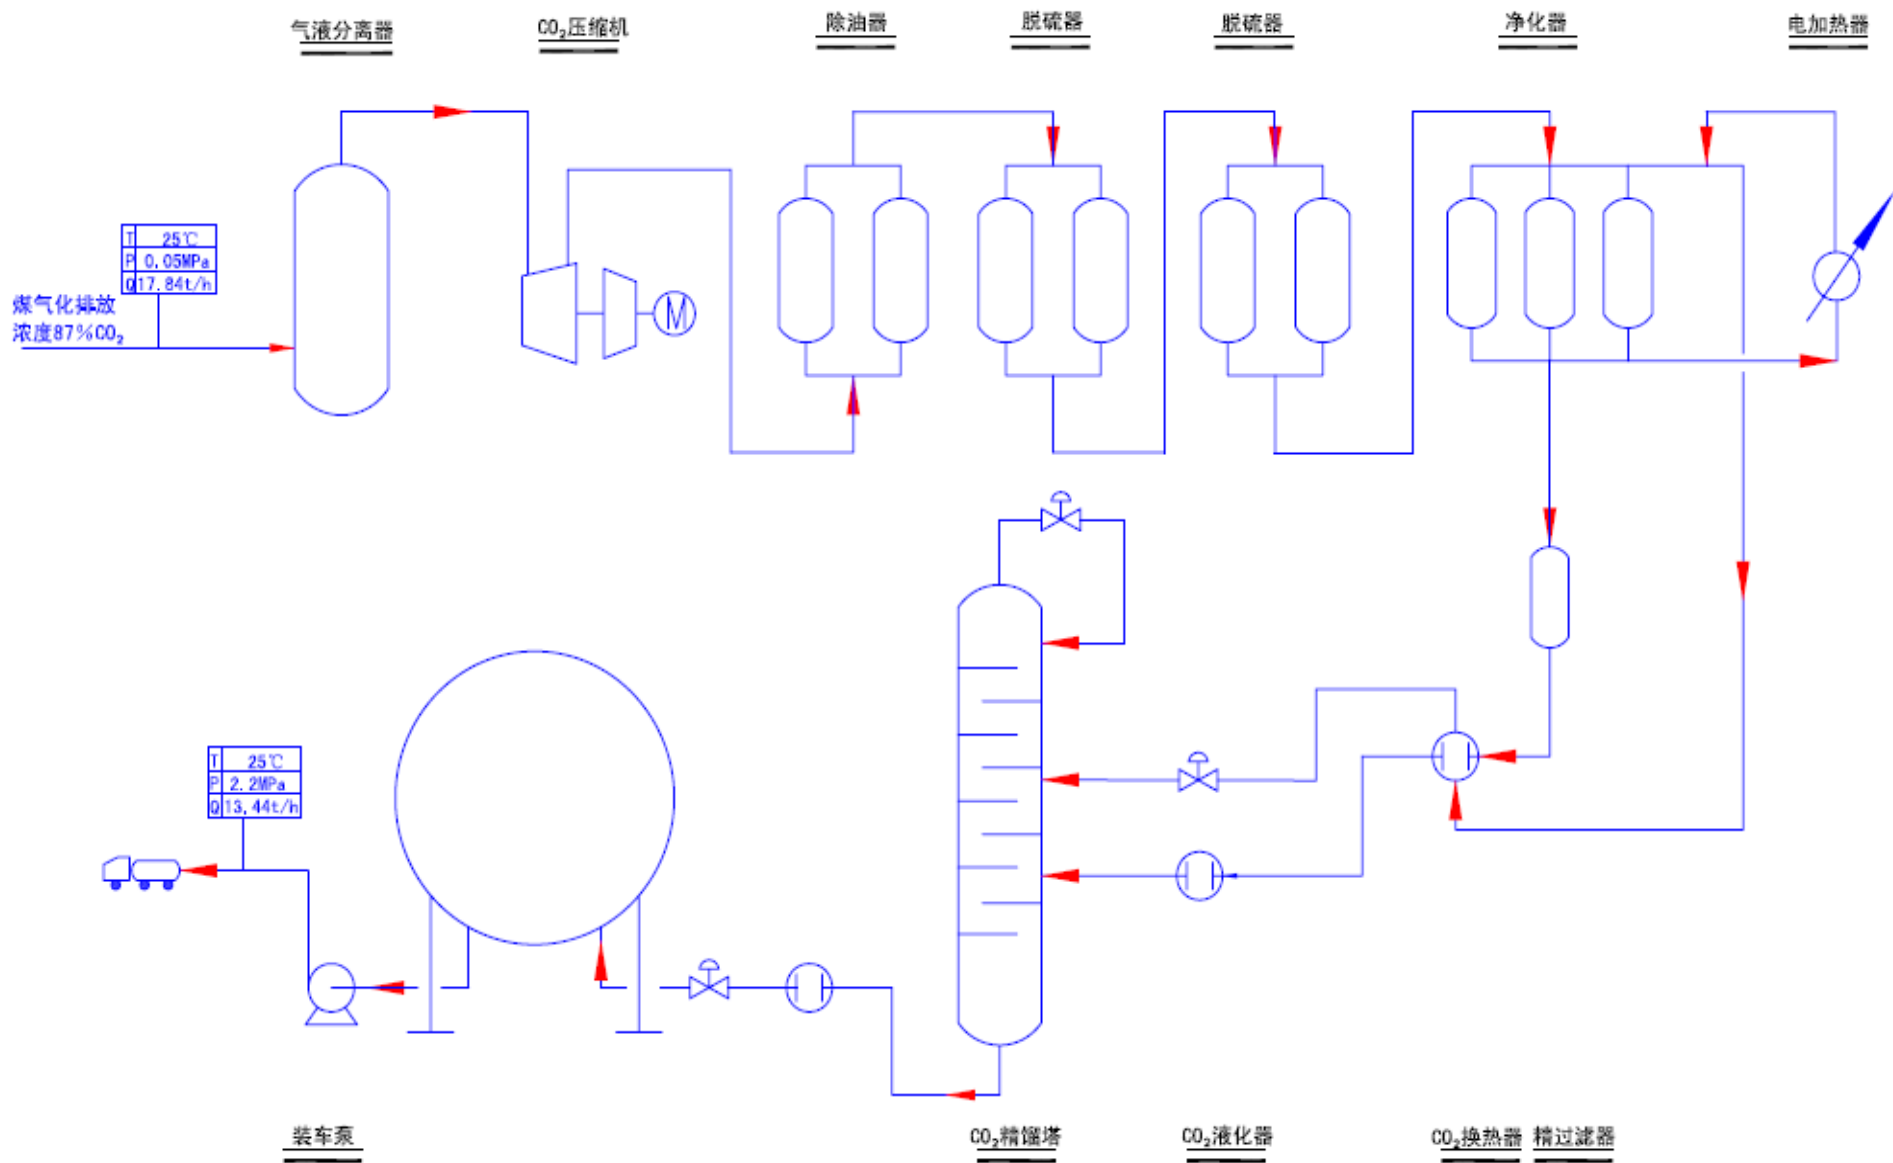 气液分离器
CO₂压缩机
除油器
脱硫器
脱硫器
净化器
电加热器
T 25℃
P 0.05MPa
Q 17.84t/h
煤气化排放
浓度87%CO₂
M
T 25℃
P 2.2MPa
Q 13,44t/h
装车泵
CO₂精馏塔
CO₂液化器
CO₂换热器
精过滤器